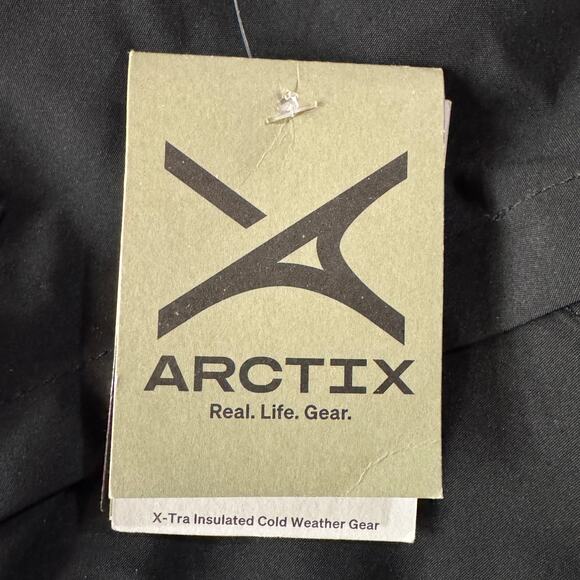 ARCTIX
Real. Life. Gear.
X-Tra Insulated Cold Weather Gear